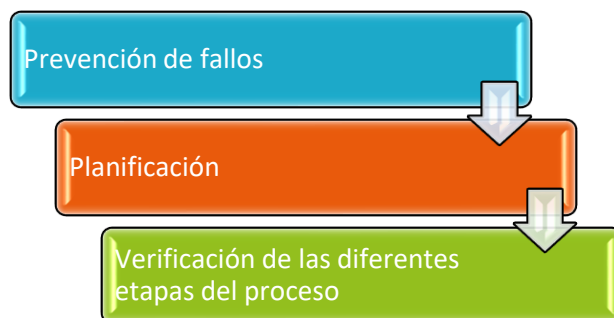 Prevención de fallos
Planificación
Verificación de las diferentes
etapas del proceso